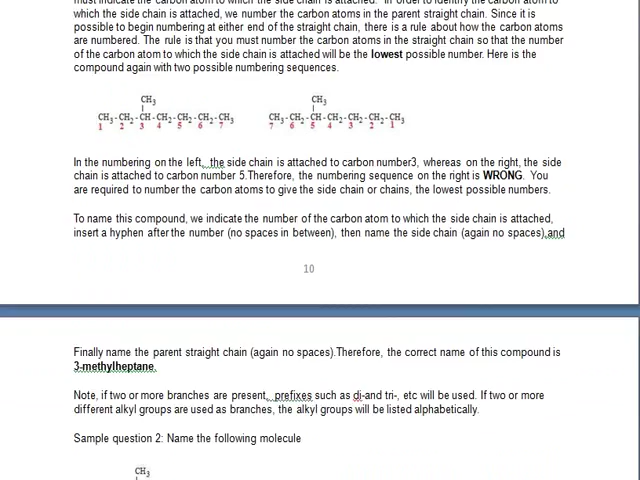 must indicate the carbon atom to which the side chain is attached. In order to identify the carbon atom to
which the side chain is attached, we number the carbon atoms in the parent straight chain. Since it is
possible to begin numbering at either end of the straight chain, there is a rule about how the carbon atoms
are numbered. The rule is that you must number the carbon atoms in the straight chain so that the number
of the carbon atom to which the side chain is attached will be the lowest possible number. Here is the
compound again with two possible numbering sequences.
CH3 CH3
CH3-CH2-CH-CH2-CH2-CH2-CH3 CH3-CH2-CH-CH2-CH2-CH2-CH3
1 2 3 4 5 6 7 7 6 5 4 3 2 1
In the numbering on the left, the side chain is attached to carbon number3, whereas on the right, the side
chain is attached to carbon number 5.Therefore, the numbering sequence on the right is WRONG. You
are required to number the carbon atoms to give the side chain or chains, the lowest possible numbers.
To name this compound, we indicate the number of the carbon atom to which the side chain is attached,
insert a hyphen after the number (no spaces in between), then name the side chain (again no spaces),and
10
Finally name the parent straight chain (again no spaces).Therefore, the correct name of this compound is
3-methylheptane.
Note, if two or more branches are present, prefixes such as di-and tri-, etc will be used. If two or more
different alkyl groups are used as branches, the alkyl groups will be listed alphabetically.
Sample question 2: Name the following molecule
CH3